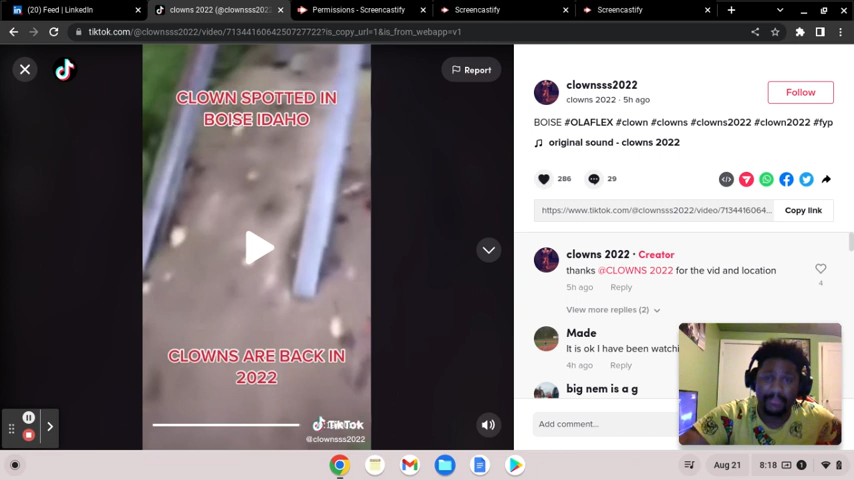 (20) Feed | LinkedIn
clowns 2022 (@clownsss202
Permissions - Screencastify
Screencastify
Screencastify
tiktok.com/@clownsss2022/video/7134416064250727722?is_copy_url=1&is_from_webapp=v1
Report
CLOWN SPOTTED IN
BOISE IDAHO
CLOWNS ARE BACK IN
2022
TikTok
@clownsss2022
clownsss2022
clowns 2022 · 5h ago
Follow
BOISE #OLAFLEX #clown #clowns #clowns2022 #clown2022 #fyp
original sound - clowns 2022
286
29
https://www.tiktok.com/@clownsss2022/video/7134416064...
Copy link
clowns 2022 · Creator
thanks @CLOWNS 2022 for the vid and location
4
5h ago Reply
View more replies (2)
Made
It is ok I have been watchi
4h ago Reply
big nem is a g
Add comment...
Aug 21
8:18
1